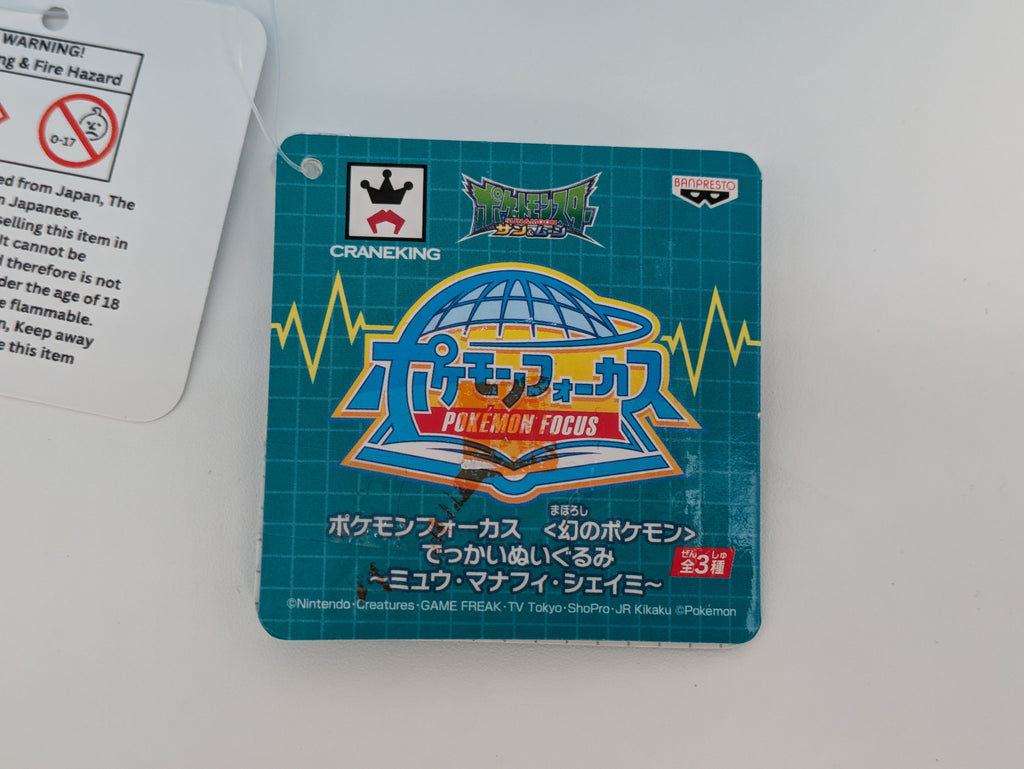 WARNING!
& Fire Hazard
0-17
from Japan, The
Japanese.
selling this item in
It cannot be
therefore is not
the age of 18
flammable.
Keep away
this item
CRANEKING
ポケットモンスター
SUN&MOON
サン&ムーン
BANPRESTO
ポケモンフォーカス
POKÉMON FOCUS
まぼろし
ポケモンフォーカス <幻のポケモン>
でっかいぬいぐるみ
～ミュウ・マナフィ・シェイミ～
ぜん しゅ
全3種
©Nintendo・Creatures・GAME FREAK・TV Tokyo・ShoPro・JR Kikaku ©Pokémon